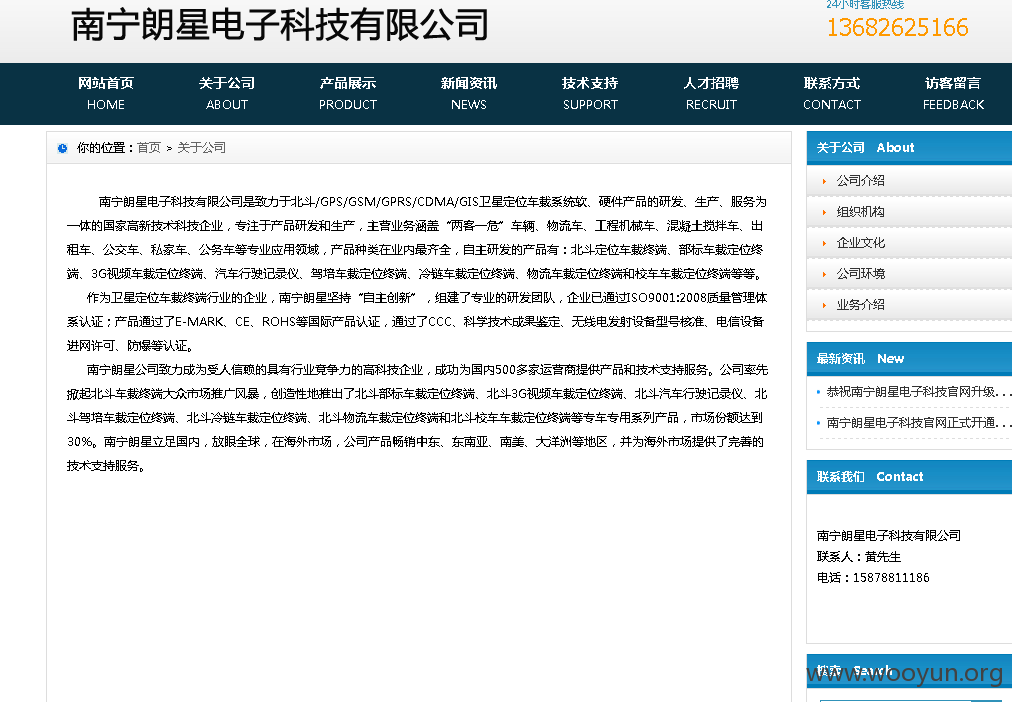 南宁朗星电子科技有限公司
24小时客服热线
13682625166
网站首页 关于公司 产品展示 新闻资讯 技术支持 人才招聘 联系方式 访客留言
HOME ABOUT PRODUCT NEWS SUPPORT RECRUIT CONTACT FEEDBACK
你的位置：首页 » 关于公司
南宁朗星电子科技有限公司是致力于北斗/GPS/GSM/GPRS/CDMA/GIS卫星定位车载系统软、硬件产品的研发、生产、服务为
一体的国家高新技术科技企业，专注于产品研发和生产，主营业务涵盖“两客一危”车辆、物流车、工程机械车、混凝土搅拌车、出
租车、公交车、私家车、公务车等专业应用领域，产品种类在业内最齐全，自主研发的产品有：北斗定位车载终端、部标车载定位终
端、3G视频车载定位终端、汽车行驶记录仪、驾培车载定位终端、冷链车载定位终端、物流车载定位终端和校车车载定位终端等等。
作为卫星定位车载终端行业的企业，南宁朗星坚持“自主创新”，组建了专业的研发团队，企业已通过ISO9001:2008质量管理体
系认证；产品通过了E-MARK、CE、ROHS等国际产品认证，通过了CCC、科学技术成果鉴定、无线电发射设备型号核准、电信设备
进网许可、防爆等认证。
南宁朗星公司致力成为受人信赖的具有行业竞争力的高科技企业，成功为国内500多家运营商提供产品和技术支持服务。公司率先
掀起北斗车载终端大众市场推广风暴，创造性地推出了北斗部标车载定位终端、北斗3G视频车载定位终端、北斗汽车行驶记录仪、北
斗驾培车载定位终端、北斗冷链车载定位终端、北斗物流车载定位终端和北斗校车车载定位终端等专车专用系列产品，市场份额达到
30%。南宁朗星立足国内，放眼全球，在海外市场，公司产品畅销中东、东南亚、南美、大洋洲等地区，并为海外市场提供了完善的
技术支持服务。
关于公司 About
公司介绍
组织机构
企业文化
公司环境
业务介绍
最新资讯 New
恭祝南宁朗星电子科技官网升级...
南宁朗星电子科技官网正式开通...
联系我们 Contact
南宁朗星电子科技有限公司
联系人：黄先生
电话：15878811186
搜索 Search
www.wooyun.org